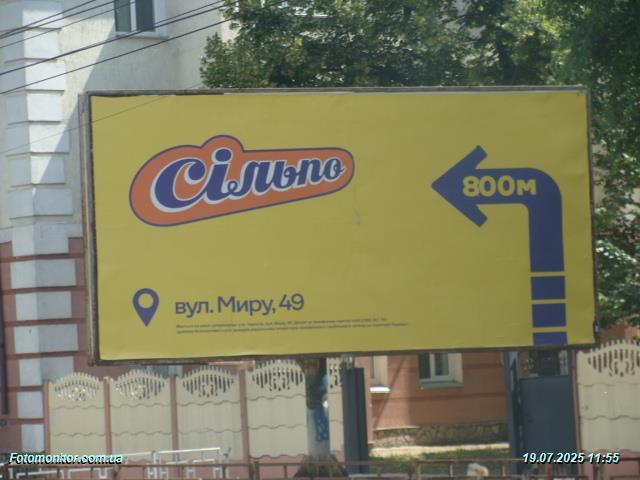 Сільпо
800м
вул. Миру, 49
Fotomonitor.com.ua
19.07.2025 11:55